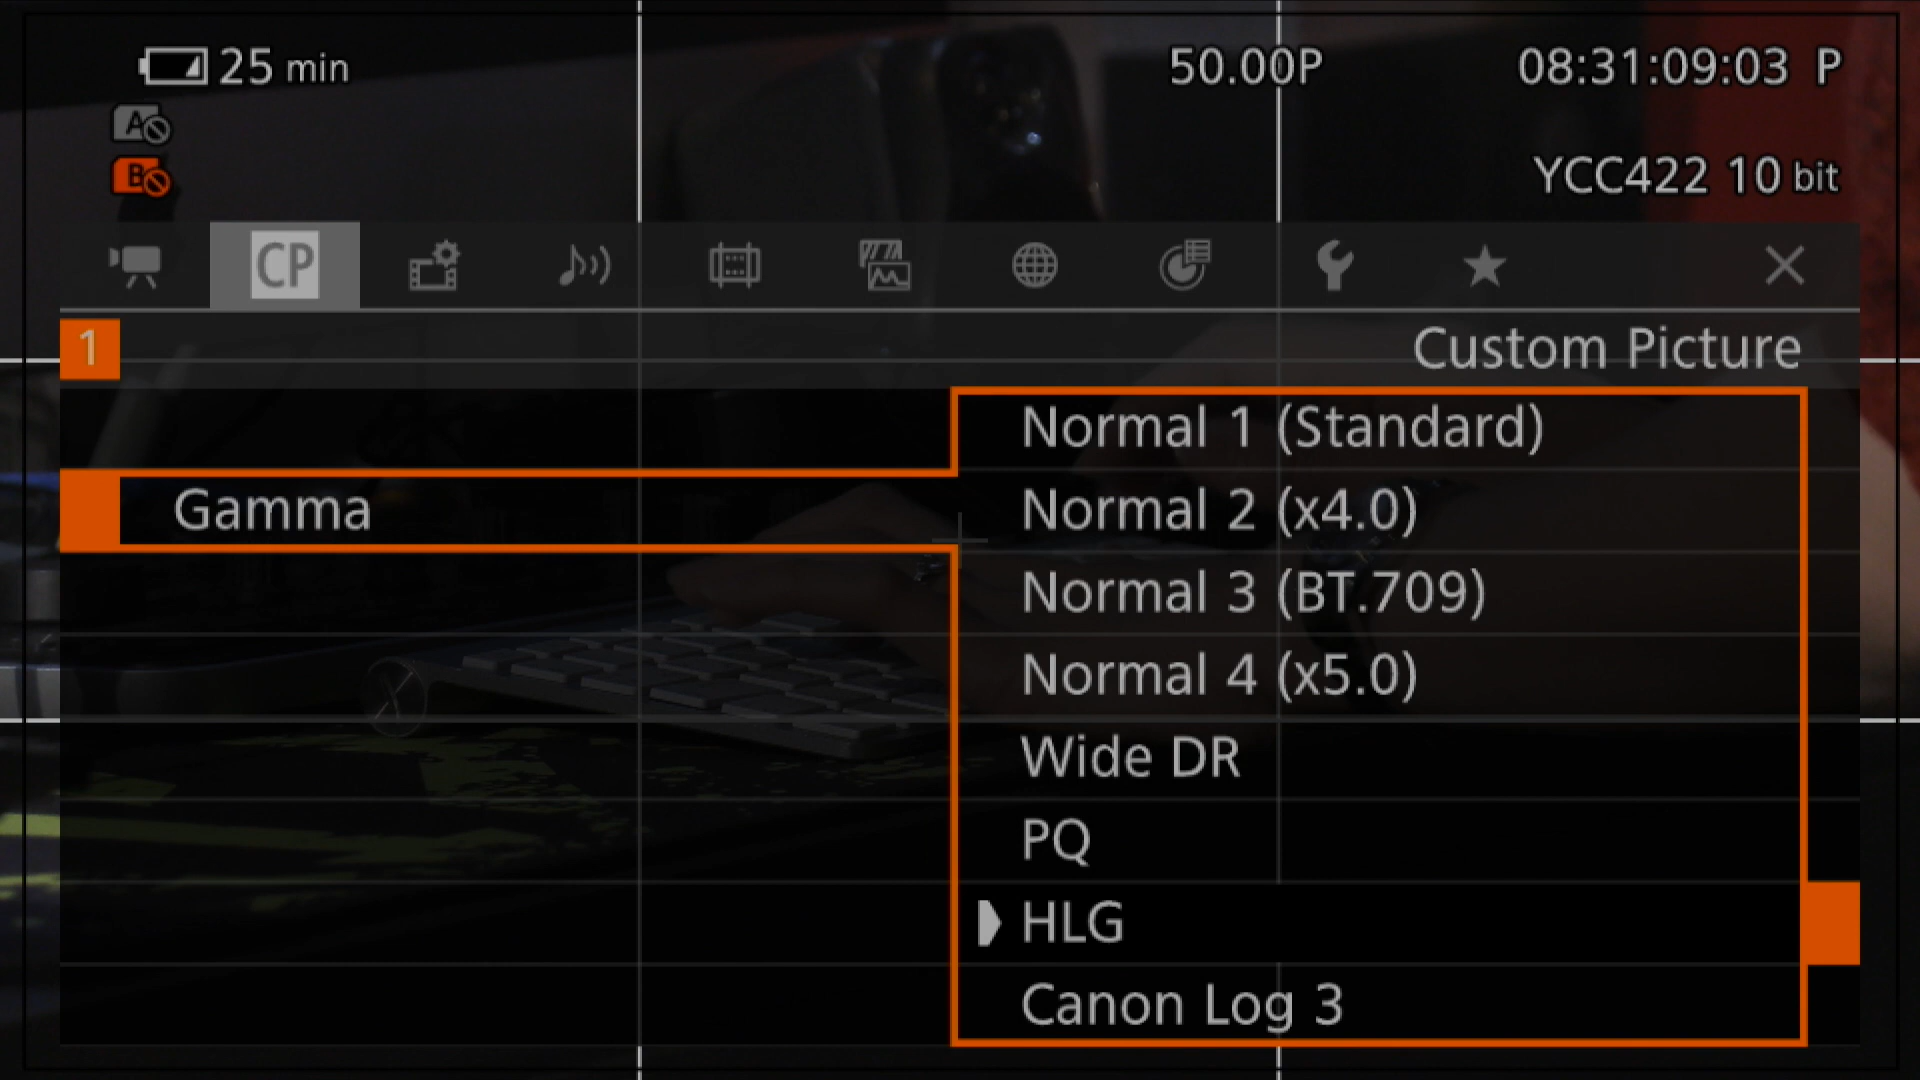 25 min
50.00P
08:31:09:03 P
A
B
YCC422 10 bit
CP
1
Custom Picture
Gamma
Normal 1 (Standard)
Normal 2 (x4.0)
Normal 3 (BT.709)
Normal 4 (x5.0)
Wide DR
PQ
HLG
Canon Log 3